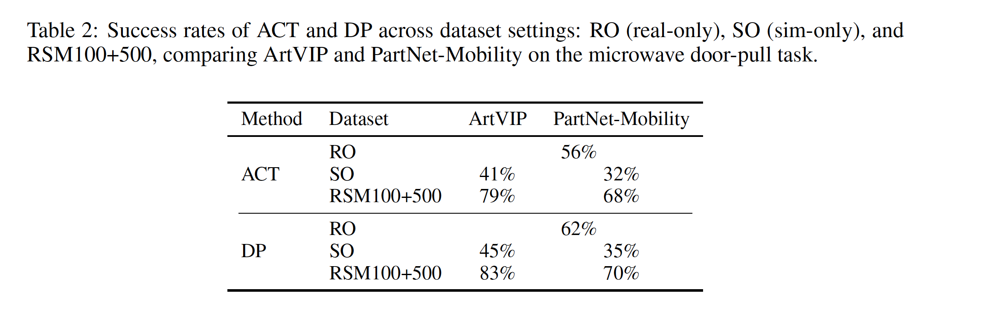 Table 2: Success rates of ACT and DP across dataset settings: RO (real-only), SO (sim-only), and
RSM100+500, comparing ArtVIP and PartNet-Mobility on the microwave door-pull task.
Method Dataset ArtVIP PartNet-Mobility
RO 56%
ACT SO 41% 32%
RSM100+500 79% 68%
RO 62%
DP SO 45% 35%
RSM100+500 83% 70%